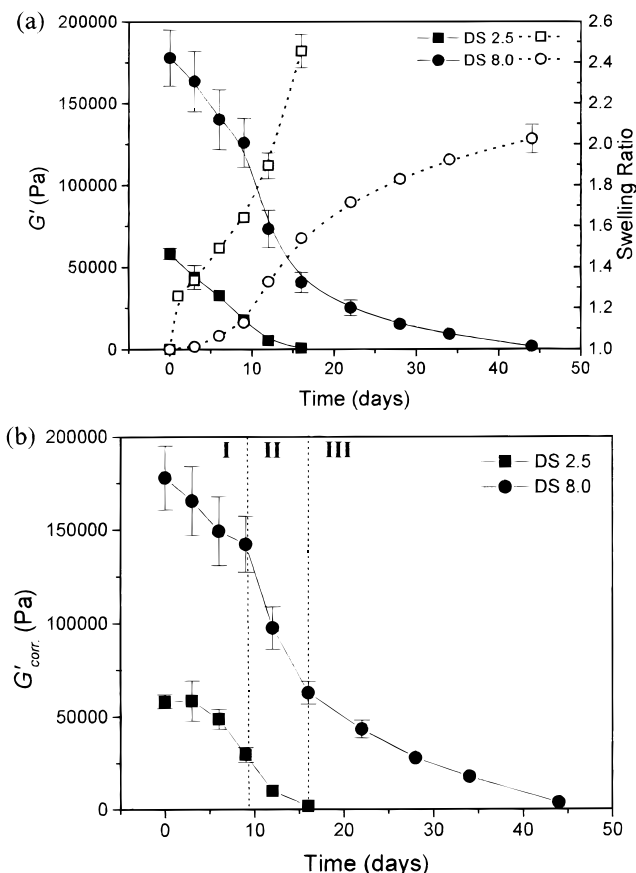 (a)
200000
150000
100000
50000
0
G' (Pa)
DS 2.5
DS 8.0
2.6
2.4
2.2
2.0
1.8
1.6
1.4
1.2
1.0
Swelling Ratio
0 10 20 30 40 50
Time (days)
(b)
200000
150000
100000
50000
0
G'corr. (Pa)
I II III
DS 2.5
DS 8.0
0 10 20 30 40 50
Time (days)